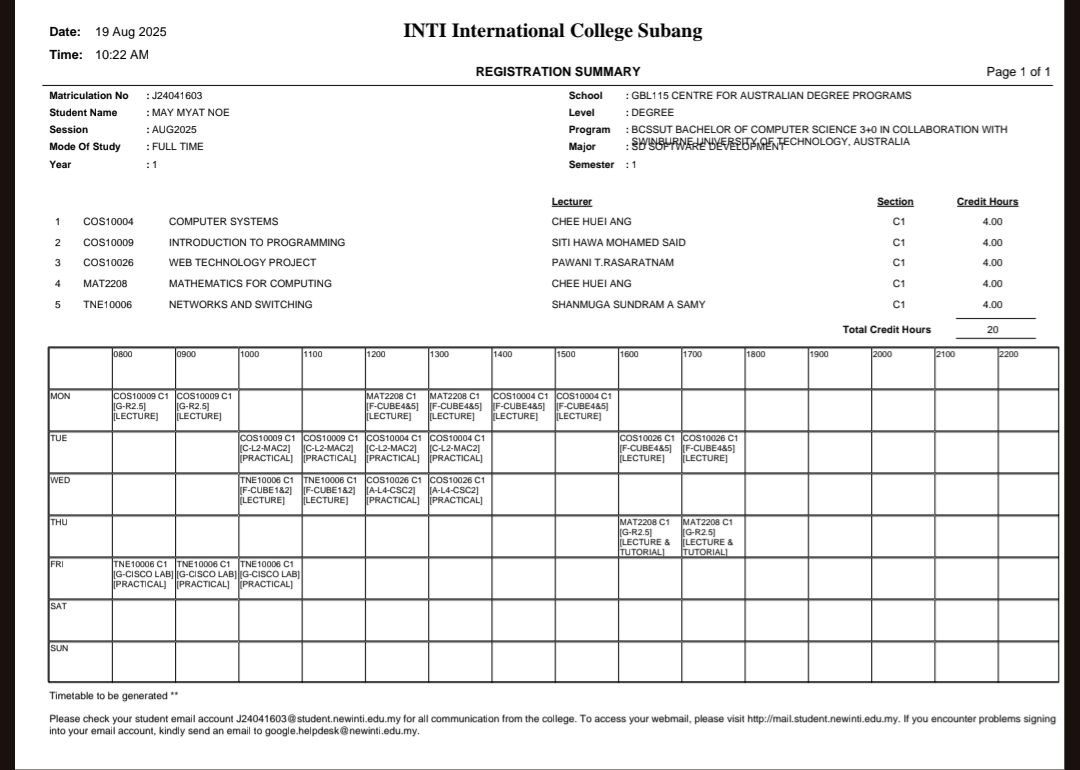 Date: 19 Aug 2025
INTI International College Subang
Time: 10:22 AM
REGISTRATION SUMMARY
Page 1 of 1
Matriculation No : J24041603
Student Name : MAY MYAT NOE
Session : AUG2025
Mode Of Study : FULL TIME
Year : 1
School : GBL115 CENTRE FOR AUSTRALIAN DEGREE PROGRAMS
Level : DEGREE
Program : BCSSUT BACHELOR OF COMPUTER SCIENCE 3+0 IN COLLABORATION WITH
SWINBURNE UNIVERSITY OF TECHNOLOGY, AUSTRALIA
Major : SD SOFTWARE DEVELOPMENT
Semester : 1
Lecturer Section Credit Hours
1 COS10004 COMPUTER SYSTEMS CHEE HUEI ANG C1 4.00
2 COS10009 INTRODUCTION TO PROGRAMMING SITI HAWA MOHAMED SAID C1 4.00
3 COS10026 WEB TECHNOLOGY PROJECT PAWANI T.RASARATNAM C1 4.00
4 MAT2208 MATHEMATICS FOR COMPUTING CHEE HUEI ANG C1 4.00
5 TNE10006 NETWORKS AND SWITCHING SHANMUGA SUNDRAM A SAMY C1 4.00
Total Credit Hours 20
0800 0900 1000 1100 1200 1300 1400 1500 1600 1700 1800 1900 2000 2100 2200
MON COS10009 C1 COS10009 C1 MAT2208 C1 MAT2208 C1 COS10004 C1 COS10004 C1
[G-R2.5] [G-R2.5] [F-CUBE4&5] [F-CUBE4&5] [F-CUBE4&5] [F-CUBE4&5]
[LECTURE] [LECTURE] [LECTURE] [LECTURE] [LECTURE] [LECTURE]
TUE COS10009 C1 COS10009 C1 COS10004 C1 COS10004 C1 COS10026 C1 COS10026 C1
[C-L2-MAC2] [C-L2-MAC2] [C-L2-MAC2] [C-L2-MAC2] [F-CUBE4&5] [F-CUBE4&5]
[PRACTICAL] [PRACTICAL] [PRACTICAL] [PRACTICAL] [LECTURE] [LECTURE]
WED TNE10006 C1 TNE10006 C1 COS10026 C1 COS10026 C1
[F-CUBE1&2] [F-CUBE1&2] [A-L4-CSC2] [A-L4-CSC2]
[LECTURE] [LECTURE] [PRACTICAL] [PRACTICAL]
THU MAT2208 C1 MAT2208 C1
[G-R2.5] [G-R2.5]
[LECTURE & [LECTURE &
TUTORIAL] TUTORIAL]
FRI TNE10006 C1 TNE10006 C1 TNE10006 C1
[G-CISCO LAB] [G-CISCO LAB] [G-CISCO LAB]
[PRACTICAL] [PRACTICAL] [PRACTICAL]
SAT
SUN
Timetable to be generated **
Please check your student email account J24041603@student.newinti.edu.my for all communication from the college. To access your webmail, please visit http://mail.student.newinti.edu.my. If you encounter problems signing
into your email account, kindly send an email to google.helpdesk@newinti.edu.my.